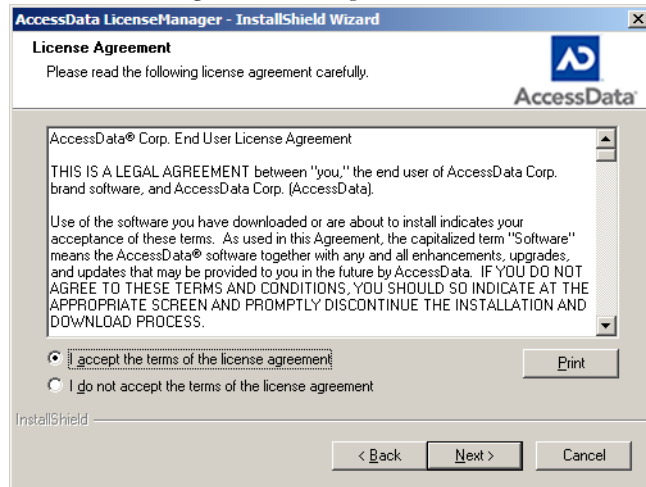 AccessData LicenseManager - InstallShield Wizard
License Agreement
Please read the following license agreement carefully.
AccessData
AccessData® Corp. End User License Agreement
THIS IS A LEGAL AGREEMENT between "you," the end user of AccessData Corp.
brand software, and AccessData Corp. (AccessData).
Use of the software you have downloaded or are about to install indicates your
acceptance of these terms.  As used in this Agreement, the capitalized term "Software"
means the AccessData® software together with any and all enhancements, upgrades,
and updates that may be provided to you in the future by AccessData.  IF YOU DO NOT
AGREE TO THESE TERMS AND CONDITIONS, YOU SHOULD SO INDICATE AT THE
APPROPRIATE SCREEN AND PROMPTLY DISCONTINUE THE INSTALLATION AND
DOWNLOAD PROCESS.
I accept the terms of the license agreement
Print
I do not accept the terms of the license agreement
InstallShield
< Back
Next >
Cancel